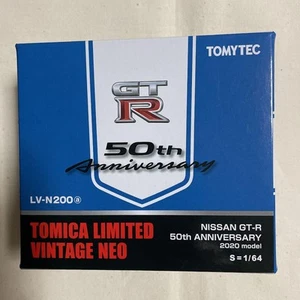 TOMYTEC
GT
R
50th
Anniversary
LV-N200ⓐ
TOMICA LIMITED
VINTAGE NEO
NISSAN GT-R
50th ANNIVERSARY
2020 model
S=1/64